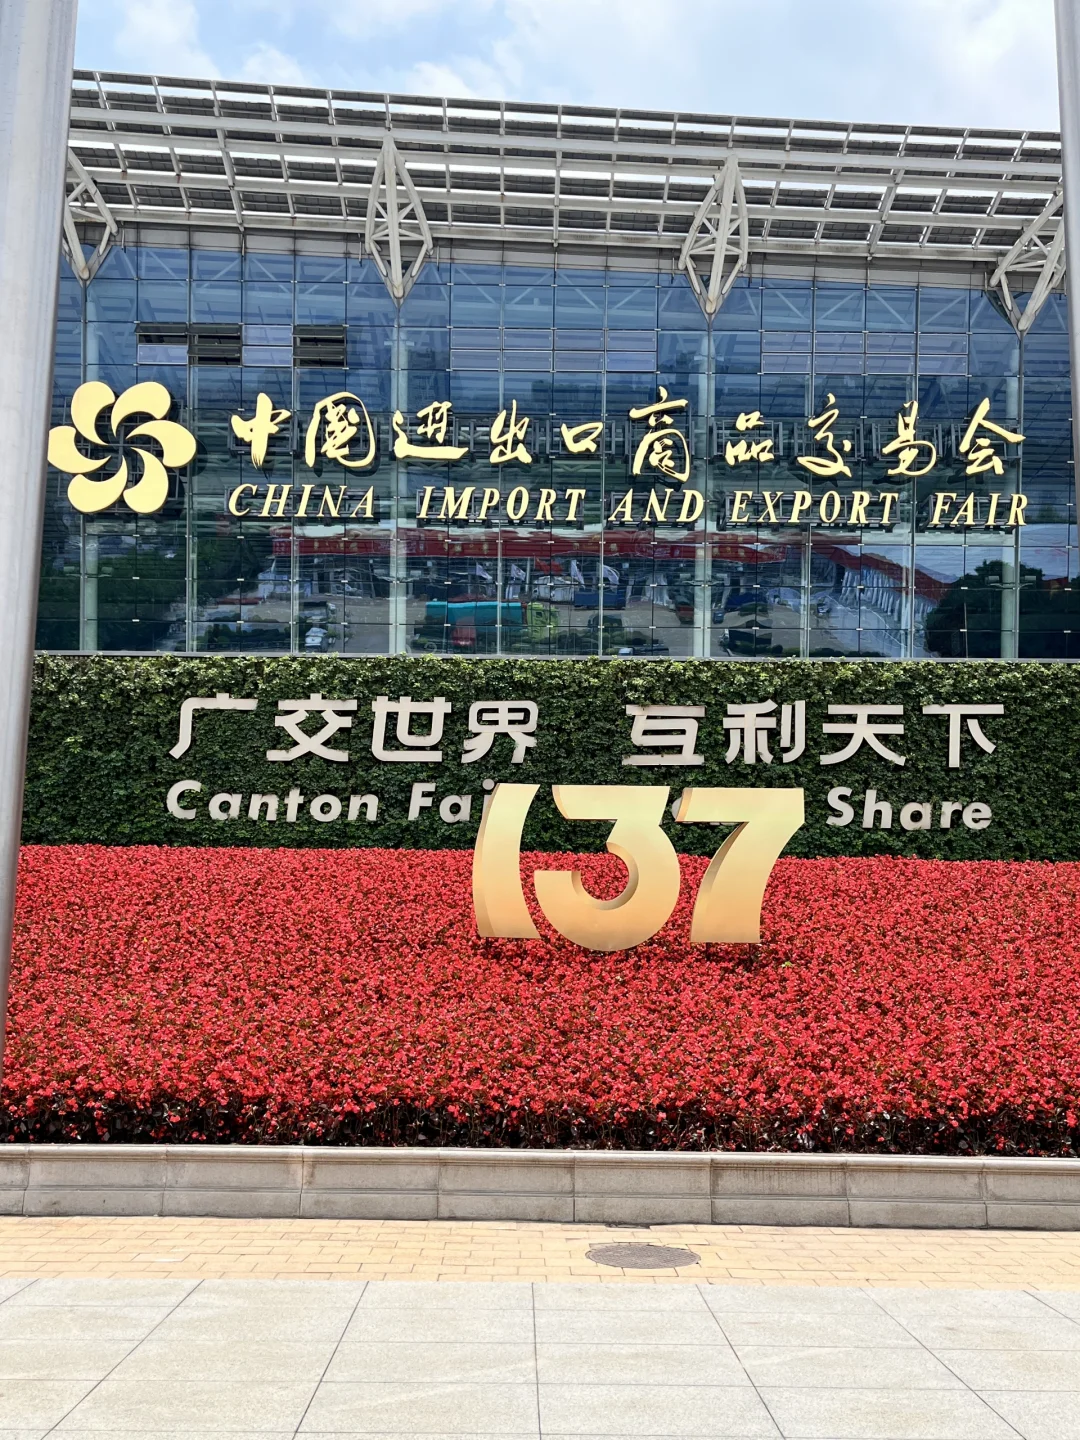 中国进出口商品交易会
CHINA IMPORT AND EXPORT FAIR
广交世界 互利天下
Canton Fai Share
137